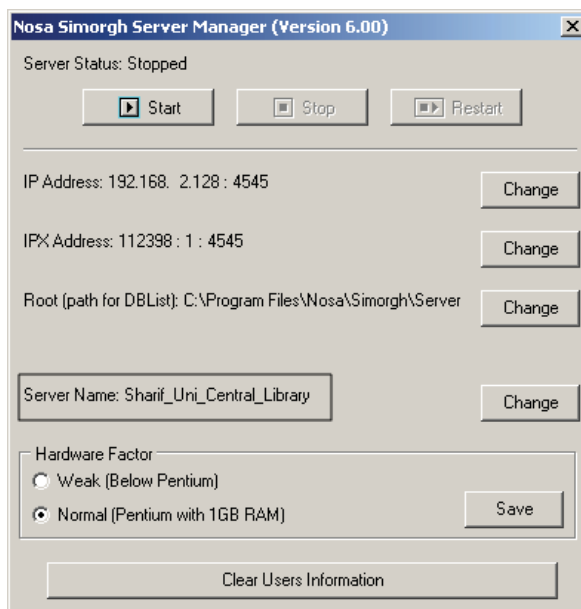 Nosa Simorgh Server Manager (Version 6.00)
Server Status: Stopped
Start Stop Restart
IP Address: 192.168. 2.128 : 4545 Change
IPX Address: 112398 : 1 : 4545 Change
Root (path for DBList): C:\Program Files\Nosa\Simorgh\Server Change
Server Name: Sharif_Uni_Central_Library Change
Hardware Factor
Weak (Below Pentium)
Normal (Pentium with 1GB RAM) Save
Clear Users Information